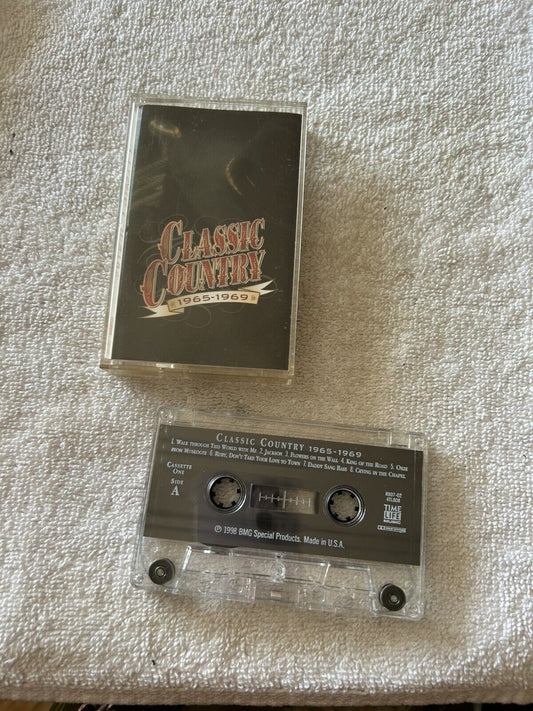 CLASSIC
COUNTRY
1965-1969
CLASSIC COUNTRY 1965-1969
1. WALK THROUGH THIS WORLD WITH ME 2. JACKSON 3. FLOWERS ON THE WALL 4. KING OF THE ROAD 5. OKIE
FROM MUSKOGEE 6. RUBY, DON'T TAKE YOUR LOVE TO TOWN 7. DADDY SANG BASS 8. CRYING IN THE CHAPEL
CASSETTE
ONE
SIDE
A
R807-02
TIME
LIFE
MUSIC
℗ 1998 BMG Special Products. Made in U.S.A.